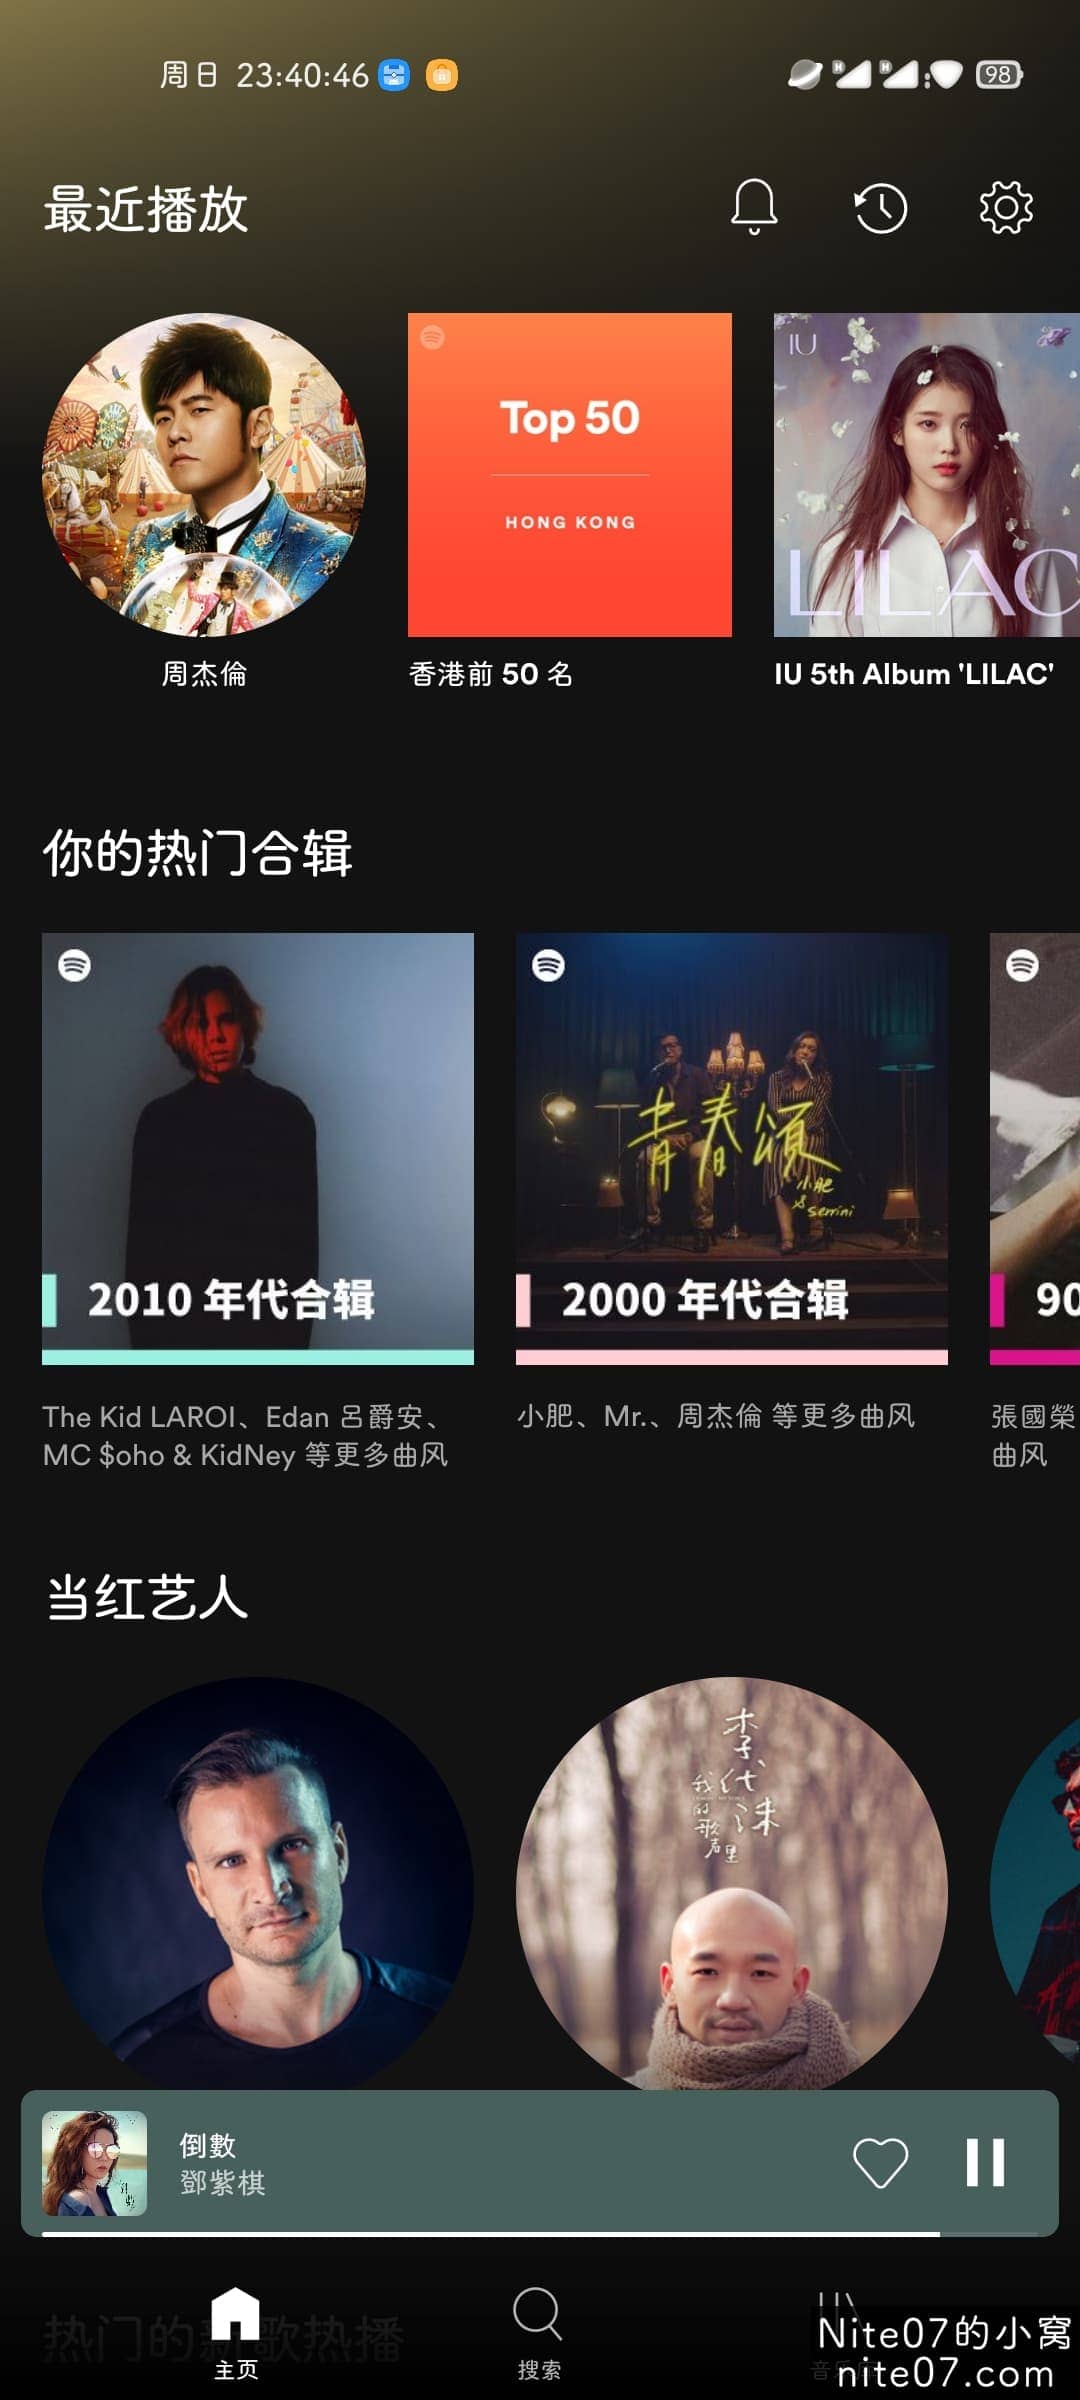 周日 23:40:46
98
最近播放
Top 50
HONG KONG
IU
LILAC
周杰倫
香港前 50 名
IU 5th Album 'LILAC'
你的热门合辑
青春頌
小肥
& Serrini
2010 年代合辑
2000 年代合辑
90
The Kid LAROI、Edan 呂爵安、
MC $oho & KidNey 等更多曲风
小肥、Mr.、周杰倫 等更多曲风
張國榮
曲风
当红艺人
李代沫
我的歌声里
倒數
鄧紫棋
热门的新歌热播
主页
搜索
音乐库
Nite07的小窝
nite07.com